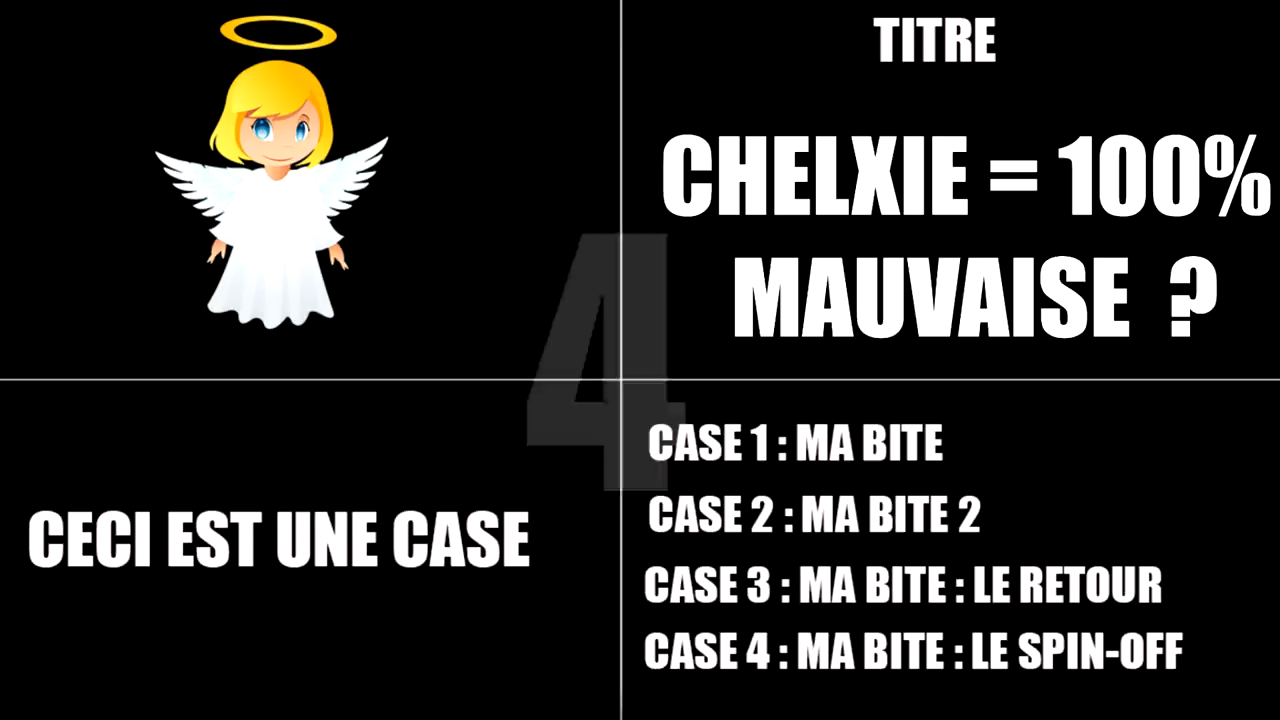 TITRE
CHELXIE = 100%
MAUVAISE ?
4
CECI EST UNE CASE
CASE 1 : MA BITE
CASE 2 : MA BITE 2
CASE 3 : MA BITE : LE RETOUR
CASE 4 : MA BITE : LE SPIN-OFF